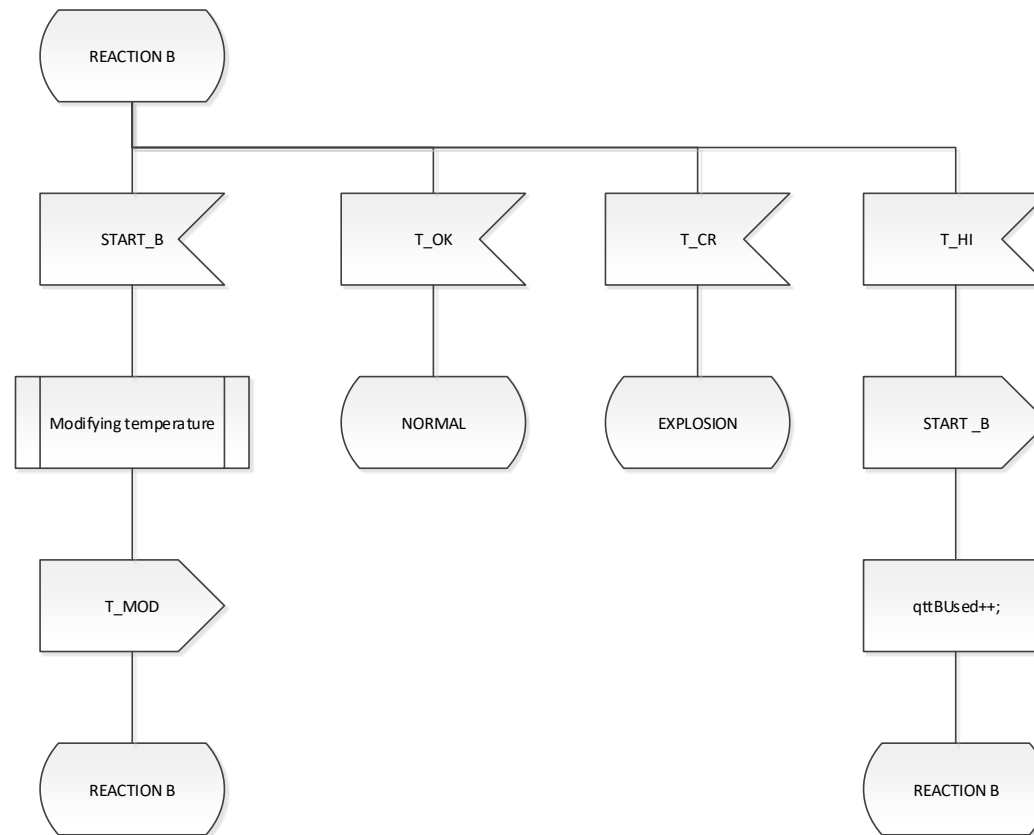 REACTION B
START_B
T_OK
T_CR
T_HI
Modifying temperature
NORMAL
EXPLOSION
START _B
T_MOD
qttBUsed++;
REACTION B
REACTION B